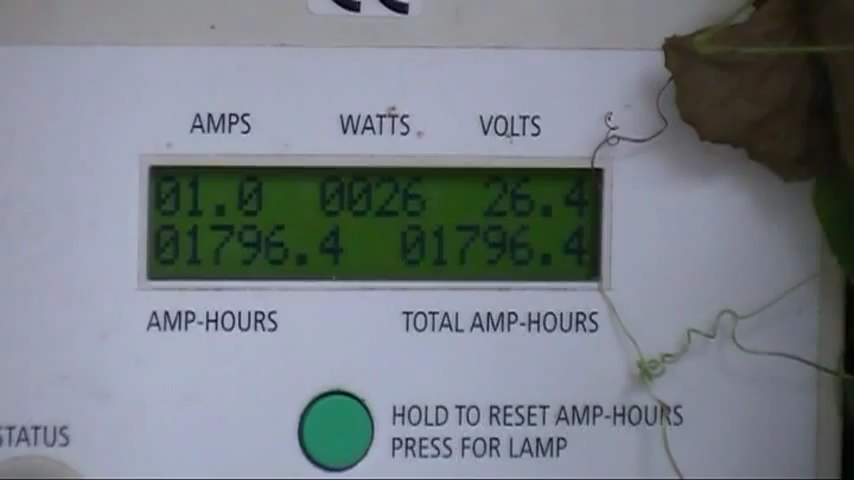 AMPS WATTS VOLTS
01.0 0026 26.4
01796.4 01796.4
AMP-HOURS TOTAL AMP-HOURS
HOLD TO RESET AMP-HOURS
PRESS FOR LAMP
STATUS